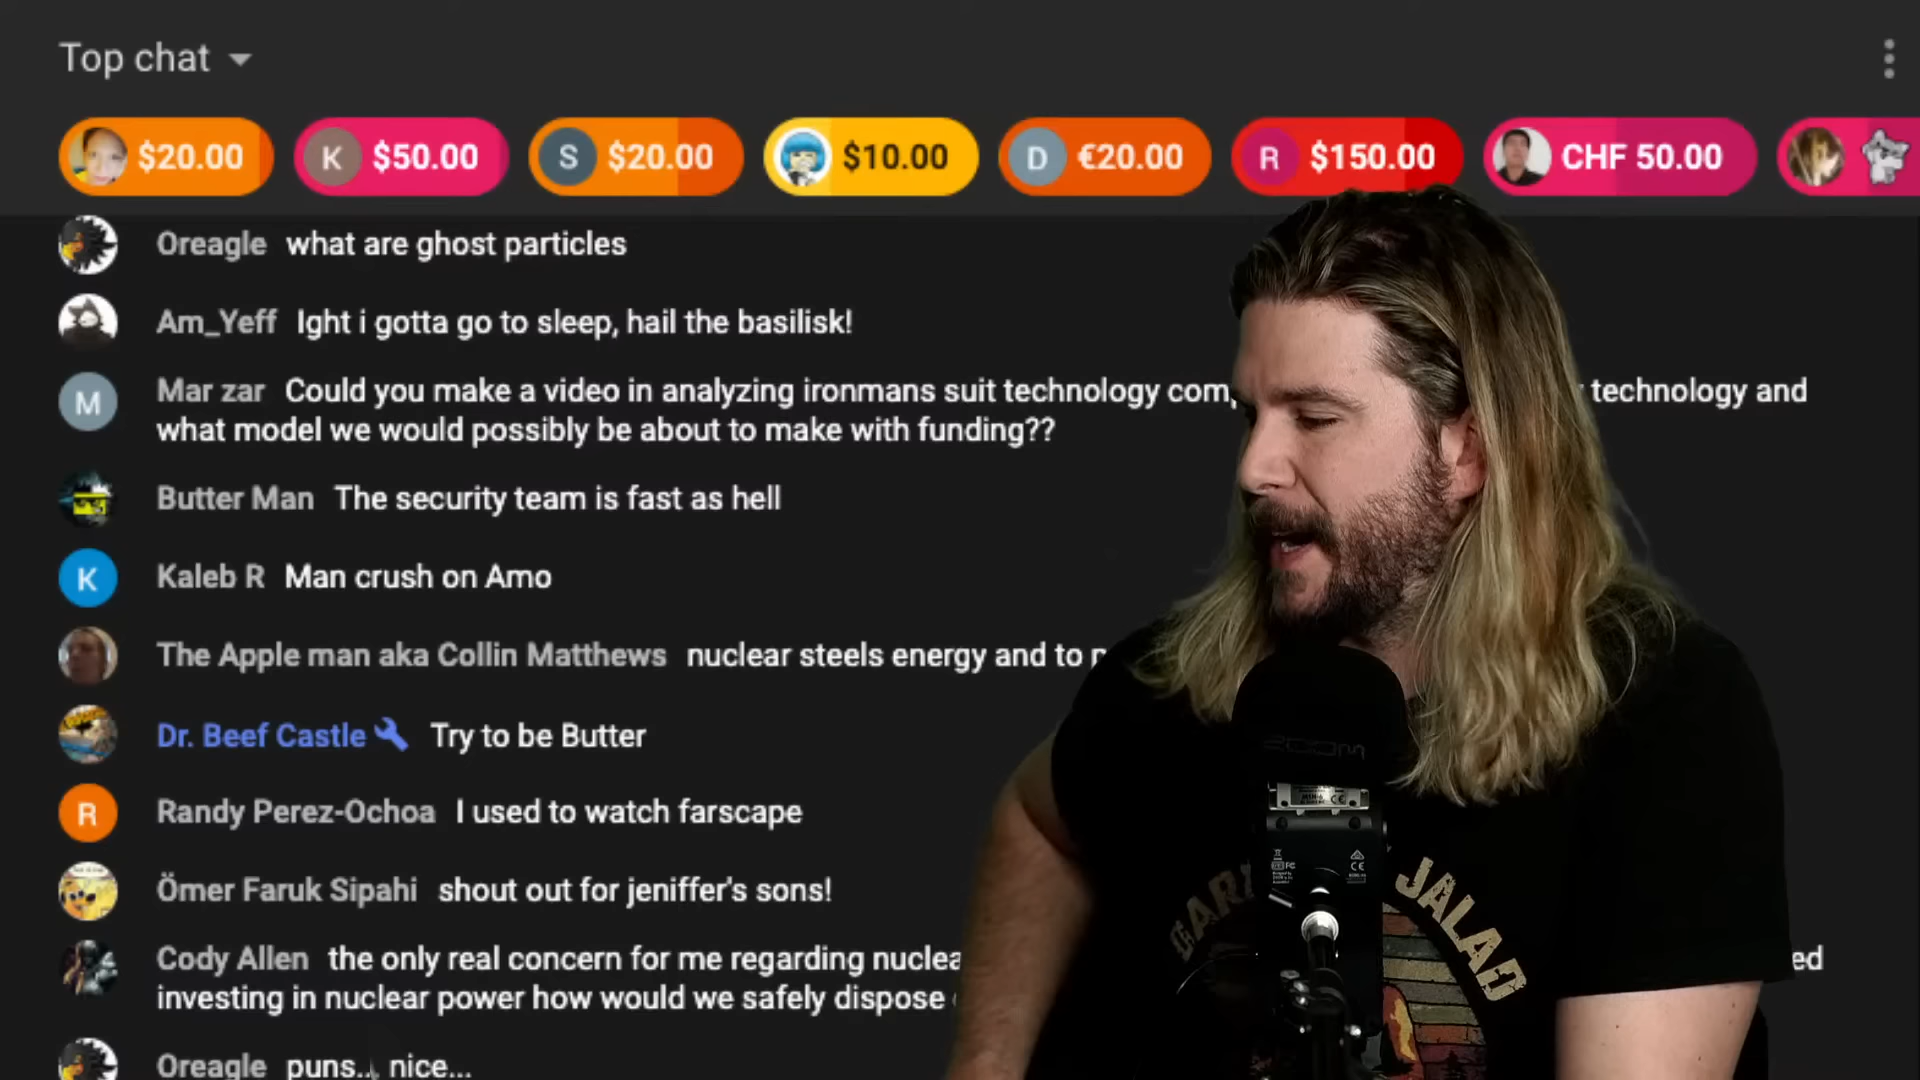 Top chat
$20.00
K $50.00
S $20.00
$10.00
D €20.00
R $150.00
CHF 50.00
Oreagle what are ghost particles
Am_Yeff Ight i gotta go to sleep, hail the basilisk!
M Mar zar Could you make a video in analyzing ironmans suit technology technology and
what model we would possibly be about to make with funding??
Butter Man The security team is fast as hell
K Kaleb R Man crush on Amo
The Apple man aka Collin Matthews nuclear steels energy and to
Dr. Beef Castle Try to be Butter
R Randy Perez-Ochoa I used to watch farscape
Ömer Faruk Sipahi shout out for jeniffer's sons!
Cody Allen the only real concern for me regarding
investing in nuclear power how would we safely dispose
Oreagle puns.. nice...
zoom
JALAD